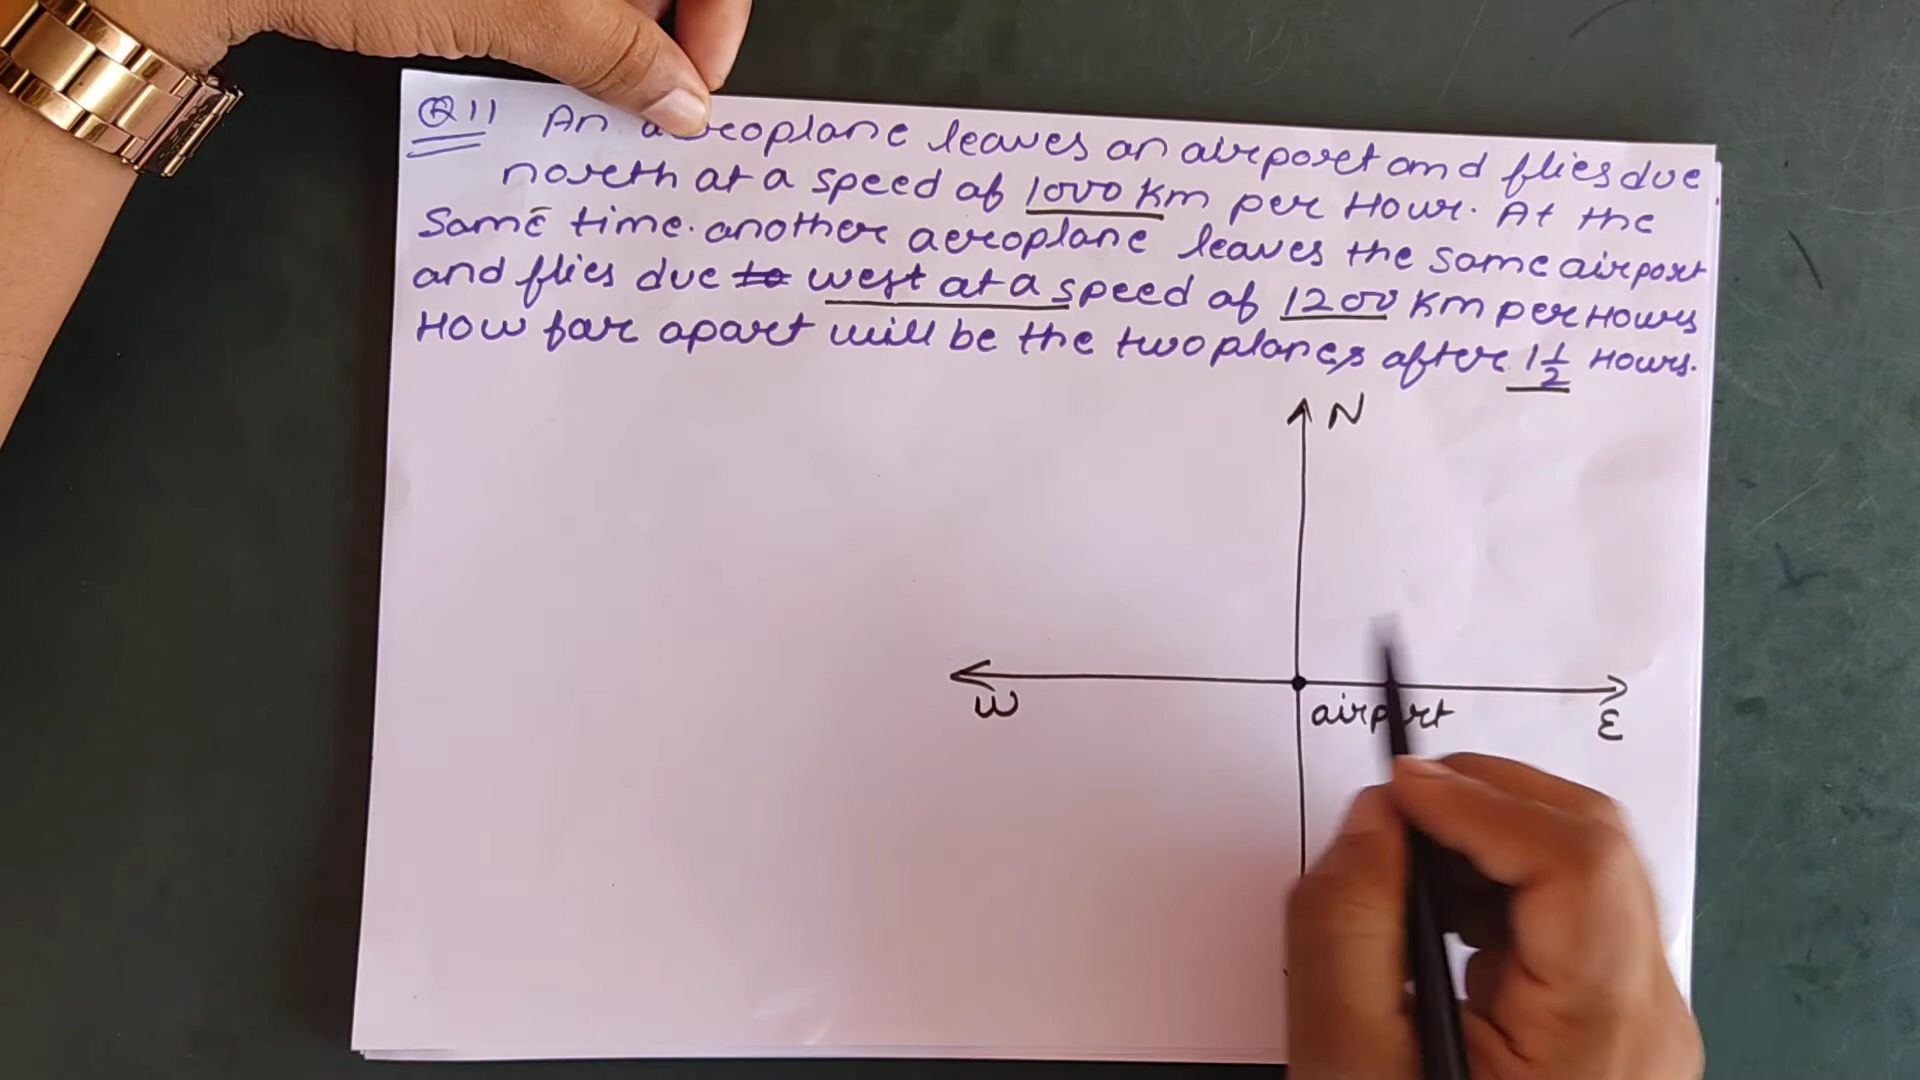 Q11 An aeroplane leaves an airport and flies due
north at a speed of 1000 Km per Hour. At the
same time. another aeroplane leaves the same airport
and flies due to west at a speed of 1200 Km per Hours
How far apart will be the two planes after 1 1/2 Hours.
N
W
airport
E